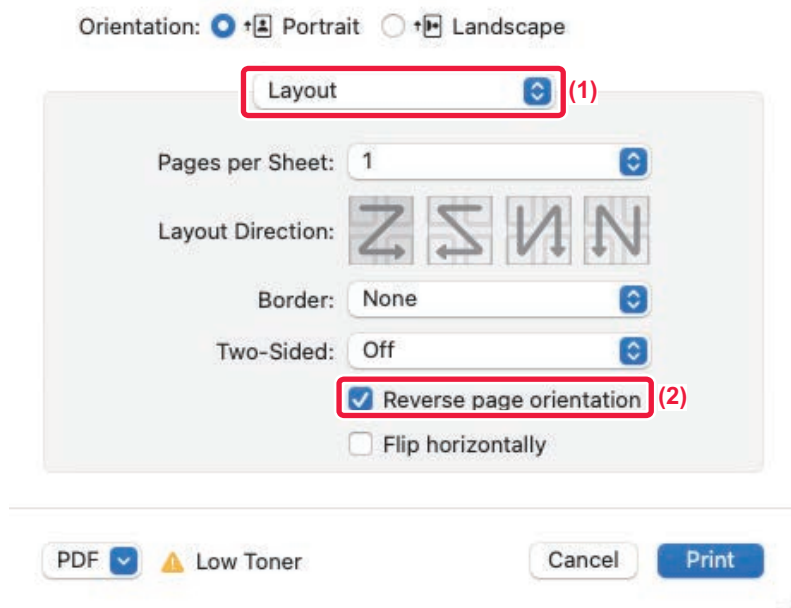 Orientation: Portrait Landscape
Layout (1)
Pages per Sheet: 1
Layout Direction:
Border: None
Two-Sided: Off
Reverse page orientation (2)
Flip horizontally
PDF Low Toner Cancel Print